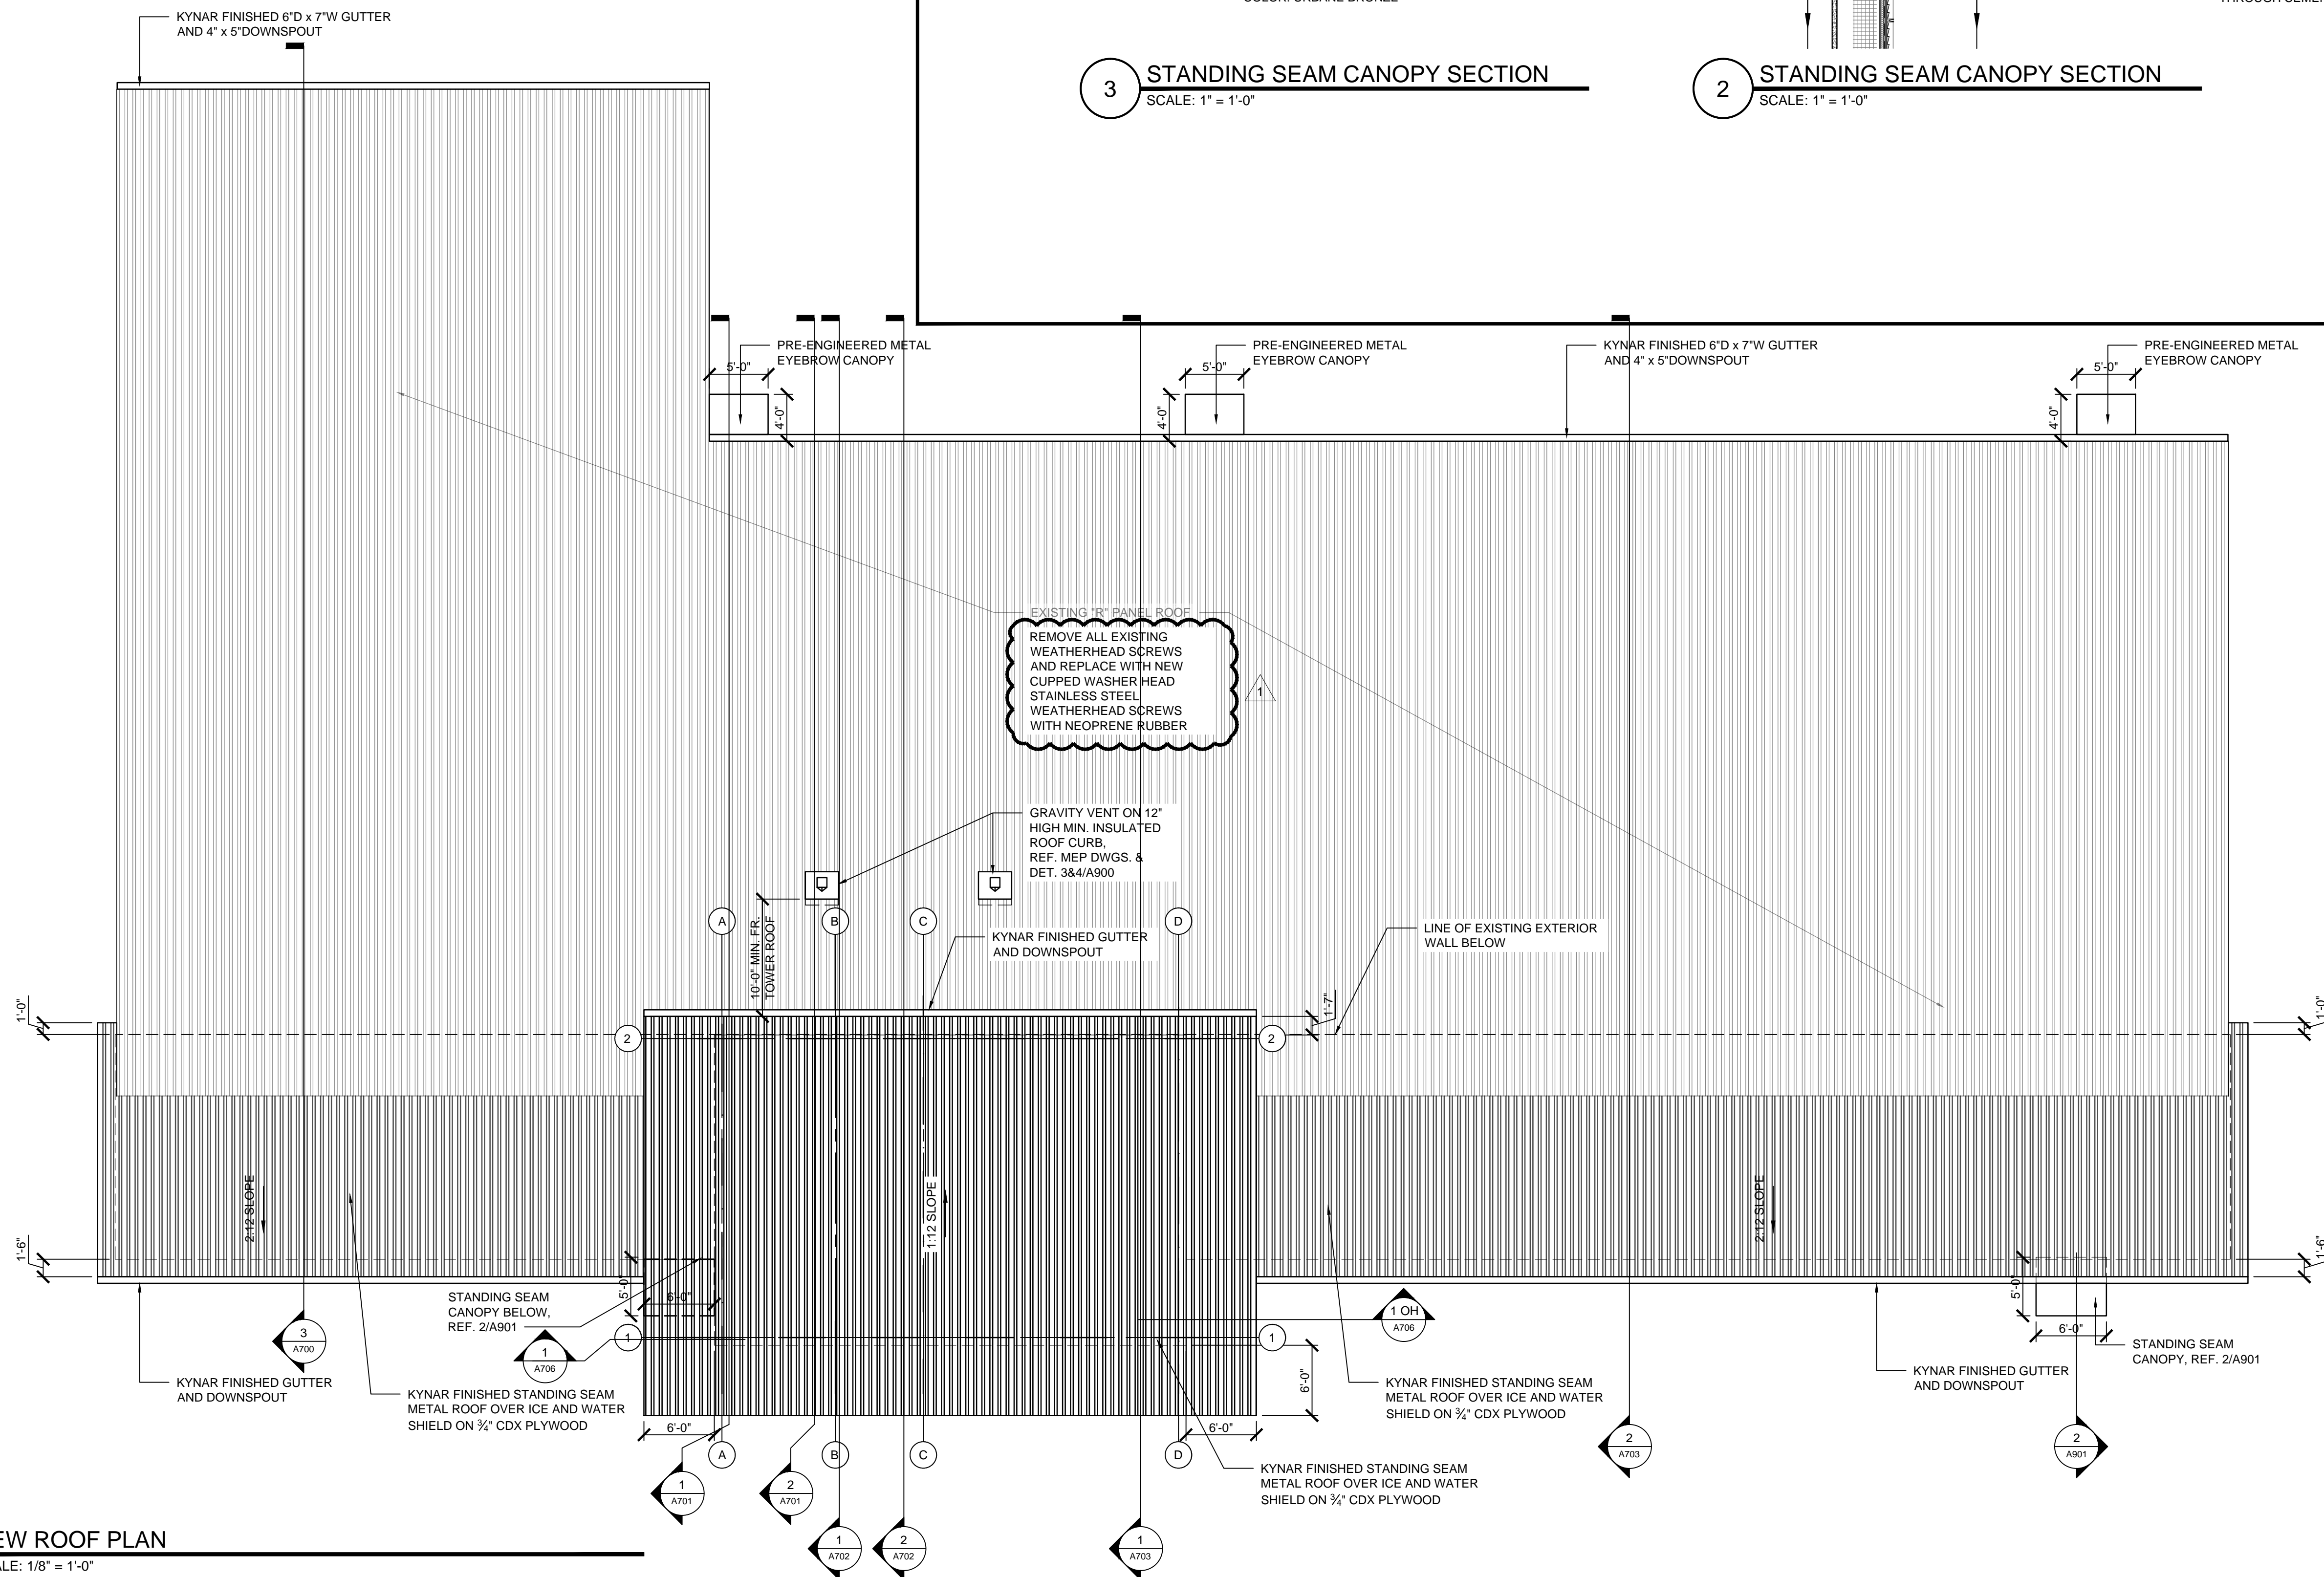 KYNAR FINISHED 6"D x 7"W GUTTER
AND 4" x 5"DOWNSPOUT
3
STANDING SEAM CANOPY SECTION
SCALE: 1" = 1'-0"
2
STANDING SEAM CANOPY SECTION
SCALE: 1" = 1'-0"
PRE-ENGINEERED METAL
EYEBROW CANOPY
5'-0"
4'-0"
PRE-ENGINEERED METAL
EYEBROW CANOPY
5'-0"
4'-0"
KYNAR FINISHED 6"D x 7"W GUTTER
AND 4" x 5"DOWNSPOUT
PRE-ENGINEERED METAL
EYEBROW CANOPY
5'-0"
4'-0"
EXISTING "R" PANEL ROOF
REMOVE ALL EXISTING
WEATHERHEAD SCREWS
AND REPLACE WITH NEW
CUPPED WASHER HEAD
STAINLESS STEEL
WEATHERHEAD SCREWS
WITH NEOPRENE RUBBER
1
GRAVITY VENT ON 12"
HIGH MIN. INSULATED
ROOF CURB,
REF. MEP DWGS. &
DET. 3&4/A900
A
B
C
D
10'-0" MIN. FR.
TOWER ROOF
KYNAR FINISHED GUTTER
AND DOWNSPOUT
LINE OF EXISTING EXTERIOR
WALL BELOW
1'-0"
1'-7"
1'-0"
2
2
2:12 SLOPE
1:12 SLOPE
2:12 SLOPE
1'-6"
1'-6"
STANDING SEAM
CANOPY BELOW,
REF. 2/A901
5'-0"
6'-0"
1 OH
A706
5'-0"
6'-0"
3
A700
1
1
1
A706
STANDING SEAM
CANOPY, REF. 2/A901
KYNAR FINISHED GUTTER
AND DOWNSPOUT
KYNAR FINISHED STANDING SEAM
METAL ROOF OVER ICE AND WATER
SHIELD ON ¾" CDX PLYWOOD
6'-0"
KYNAR FINISHED STANDING SEAM
METAL ROOF OVER ICE AND WATER
SHIELD ON ¾" CDX PLYWOOD
KYNAR FINISHED GUTTER
AND DOWNSPOUT
6'-0"
6'-0"
A
B
C
D
2
A703
2
A901
KYNAR FINISHED STANDING SEAM
METAL ROOF OVER ICE AND WATER
SHIELD ON ¾" CDX PLYWOOD
1
A701
2
A701
1
A702
2
A702
1
A703
EW ROOF PLAN
ALE: 1/8" = 1'-0"